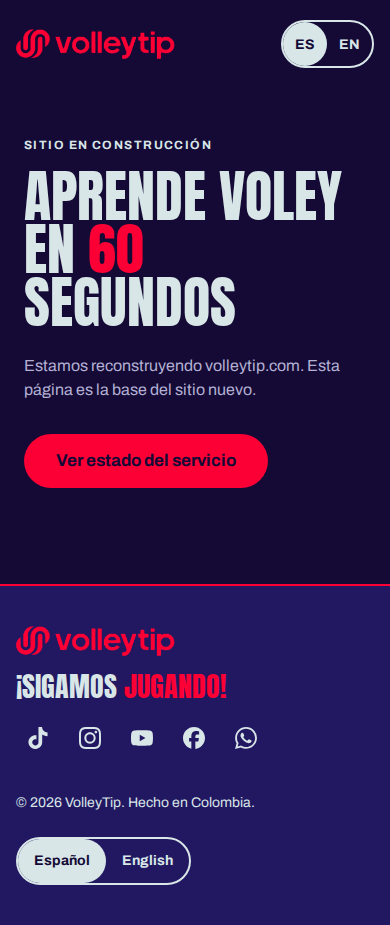 volleytip
ES EN
SITIO EN CONSTRUCCIÓN
APRENDE VOLEY
EN 60
SEGUNDOS
Estamos reconstruyendo volleytip.com. Esta
página es la base del sitio nuevo.
Ver estado del servicio
volleytip
¡SIGAMOS JUGANDO!
© 2026 VolleyTip. Hecho en Colombia.
Español English